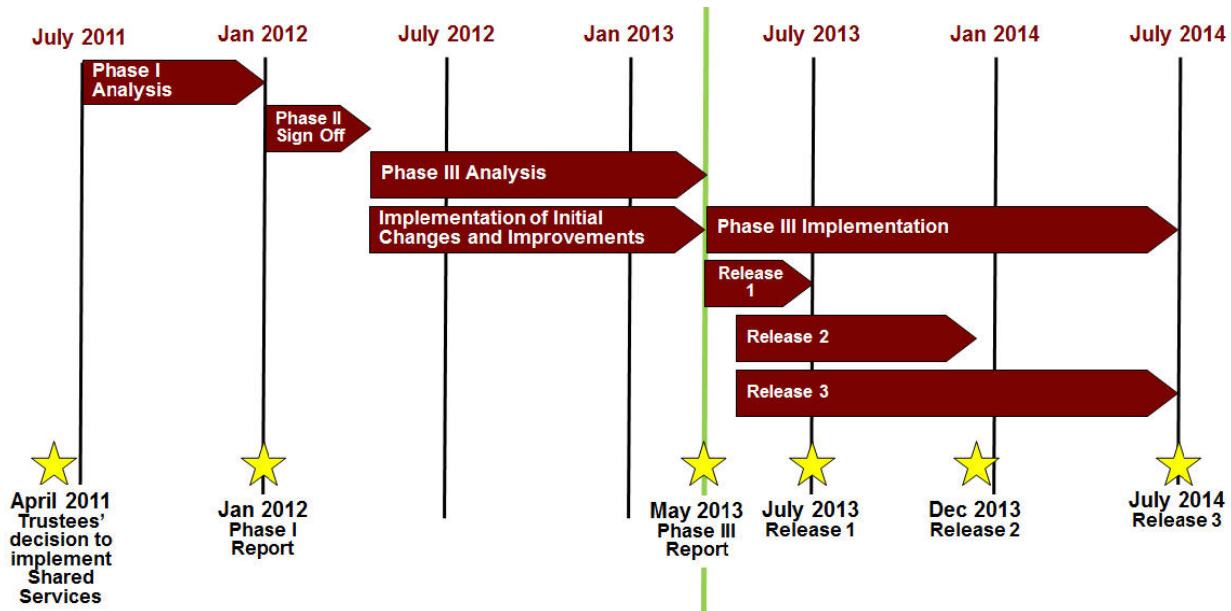 July 2011
Jan 2012
July 2012
Jan 2013
July 2013
Jan 2014
July 2014
Phase I
Analysis
Phase II
Sign Off
Phase III Analysis
Implementation of Initial
Changes and Improvements
Phase III Implementation
Release
1
Release 2
Release 3
April 2011
Trustees'
decision to
implement
Shared
Services
Jan 2012
Phase I
Report
May 2013
Phase III
Report
July 2013
Release 1
Dec 2013
Release 2
July 2014
Release 3